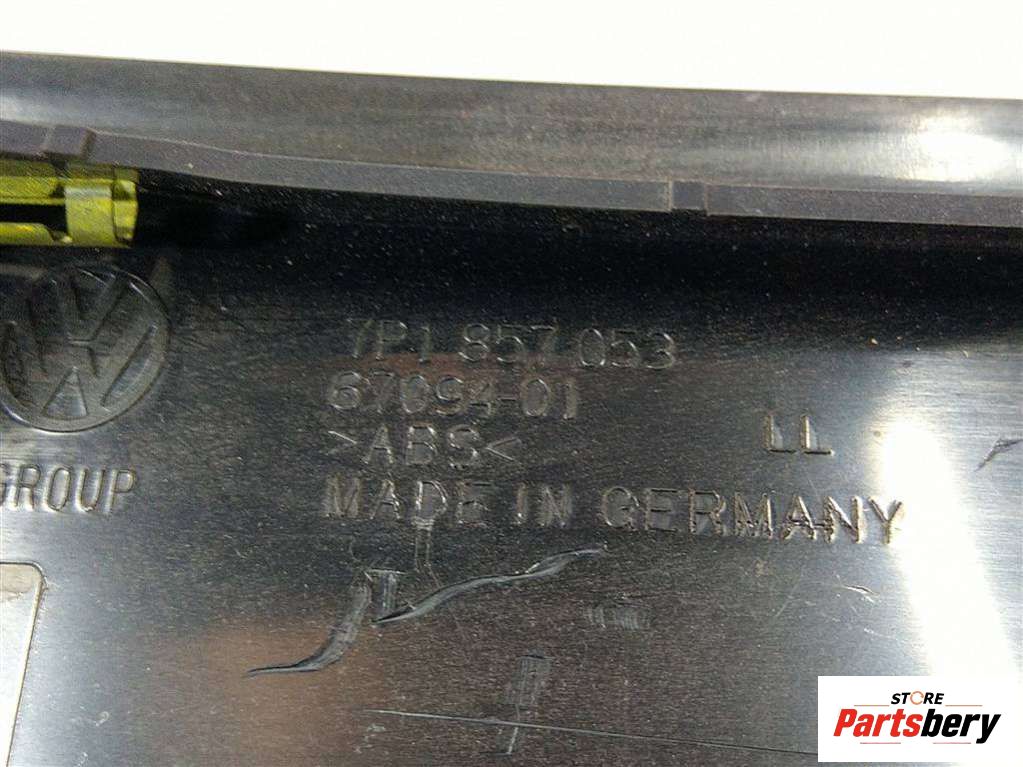 7P1 857 053
67094-01
>ABS<
LL
MADE IN GERMANY
GROUP
STORE
Partsbery